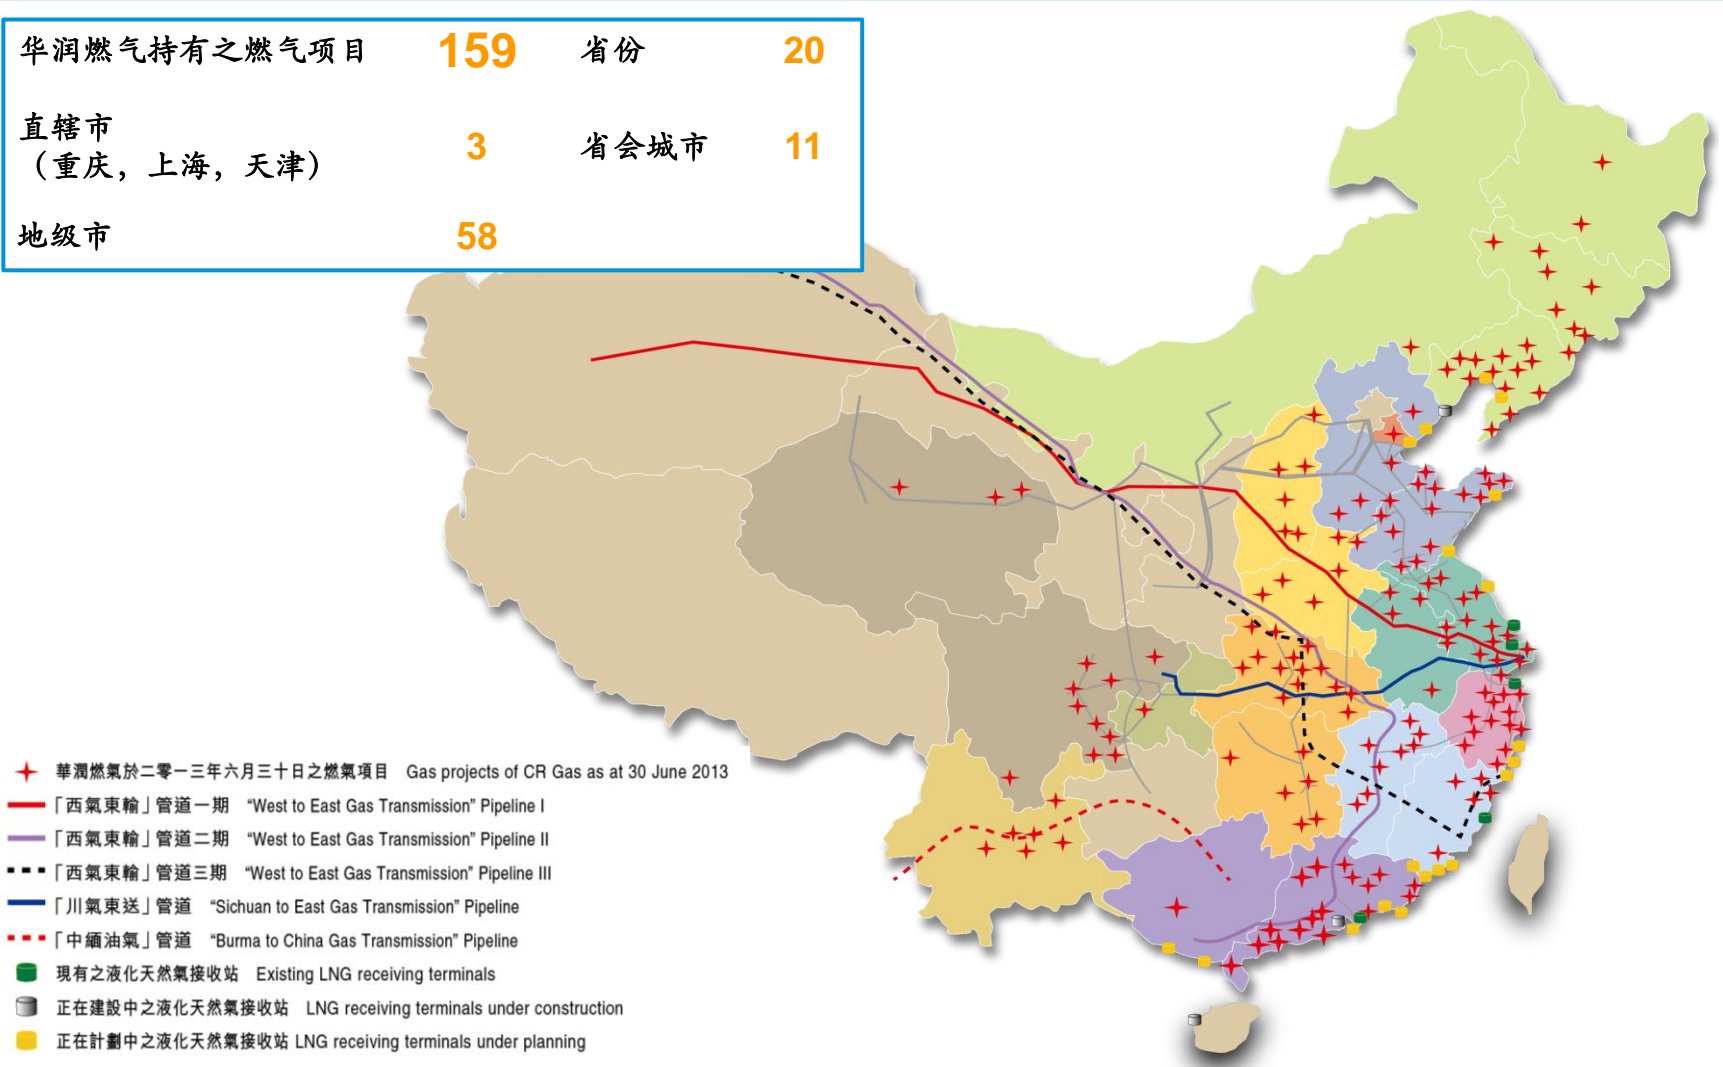 华润燃气持有之燃气项目 159 省份 20
直辖市
（重庆，上海，天津） 3 省会城市 11
地级市 58
華潤燃氣於二零一三年六月三十日之燃氣項目 Gas projects of CR Gas as at 30 June 2013
「西氣東輸」管道一期 “West to East Gas Transmission” Pipeline I
「西氣東輸」管道二期 “West to East Gas Transmission” Pipeline II
「西氣東輸」管道三期 “West to East Gas Transmission” Pipeline III
「川氣東送」管道 “Sichuan to East Gas Transmission” Pipeline
「中緬油氣」管道 “Burma to China Gas Transmission” Pipeline
現有之液化天然氣接收站 Existing LNG receiving terminals
正在建設中之液化天然氣接收站 LNG receiving terminals under construction
正在計劃中之液化天然氣接收站 LNG receiving terminals under planning